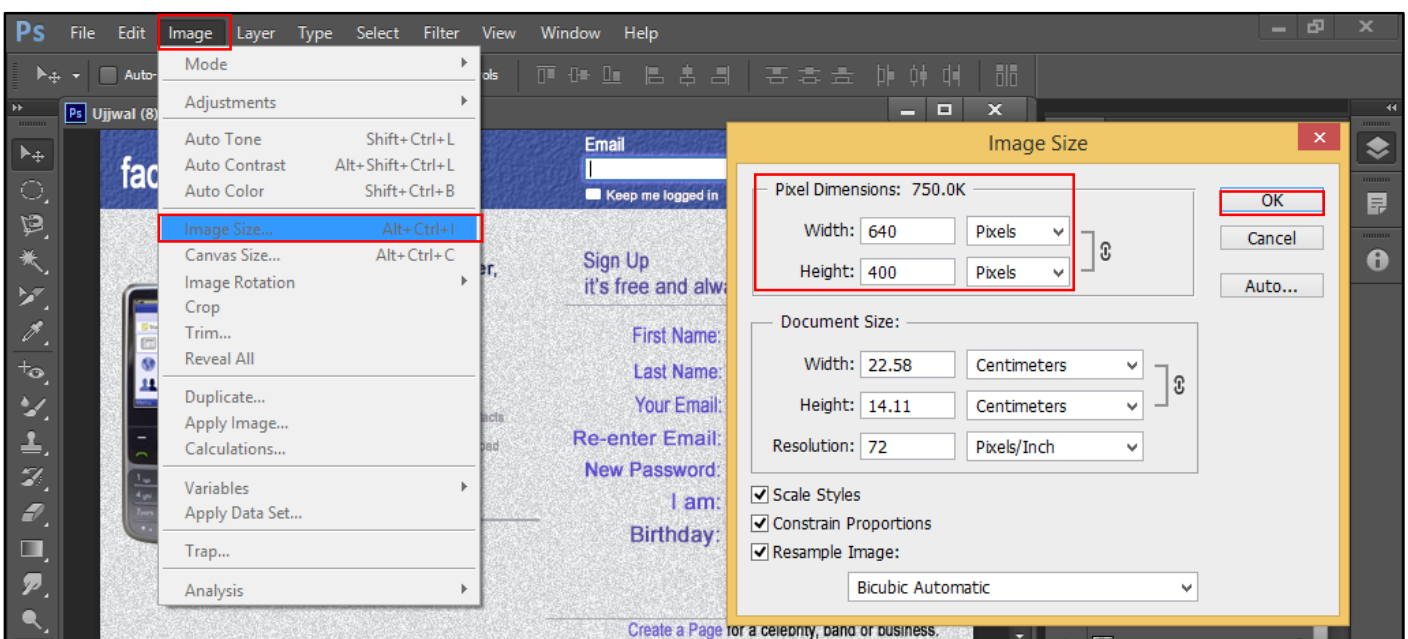 Ps File Edit Image Layer Type Select Filter View Window Help
Auto-
Ps Ujjwal (8)
Mode
Adjustments
Auto Tone Shift+Ctrl+L
Auto Contrast Alt+Shift+Ctrl+L
Auto Color Shift+Ctrl+B
Image Size... Alt+Ctrl+I
Canvas Size... Alt+Ctrl+C
Image Rotation
Crop
Trim...
Reveal All
Duplicate...
Apply Image...
Calculations...
Variables
Apply Data Set...
Trap...
Analysis
Email
Keep me logged in
Sign Up
it's free and
First Name:
Last Name:
Your Email:
Re-enter Email:
New Password:
I am:
Birthday:
Create a Page for a celebrity, band or business.
Image Size
Pixel Dimensions: 750.0K
Width: 640 Pixels
Height: 400 Pixels
OK
Cancel
Auto...
Document Size:
Width: 22.58 Centimeters
Height: 14.11 Centimeters
Resolution: 72 Pixels/Inch
Scale Styles
Constrain Proportions
Resample Image:
Bicubic Automatic